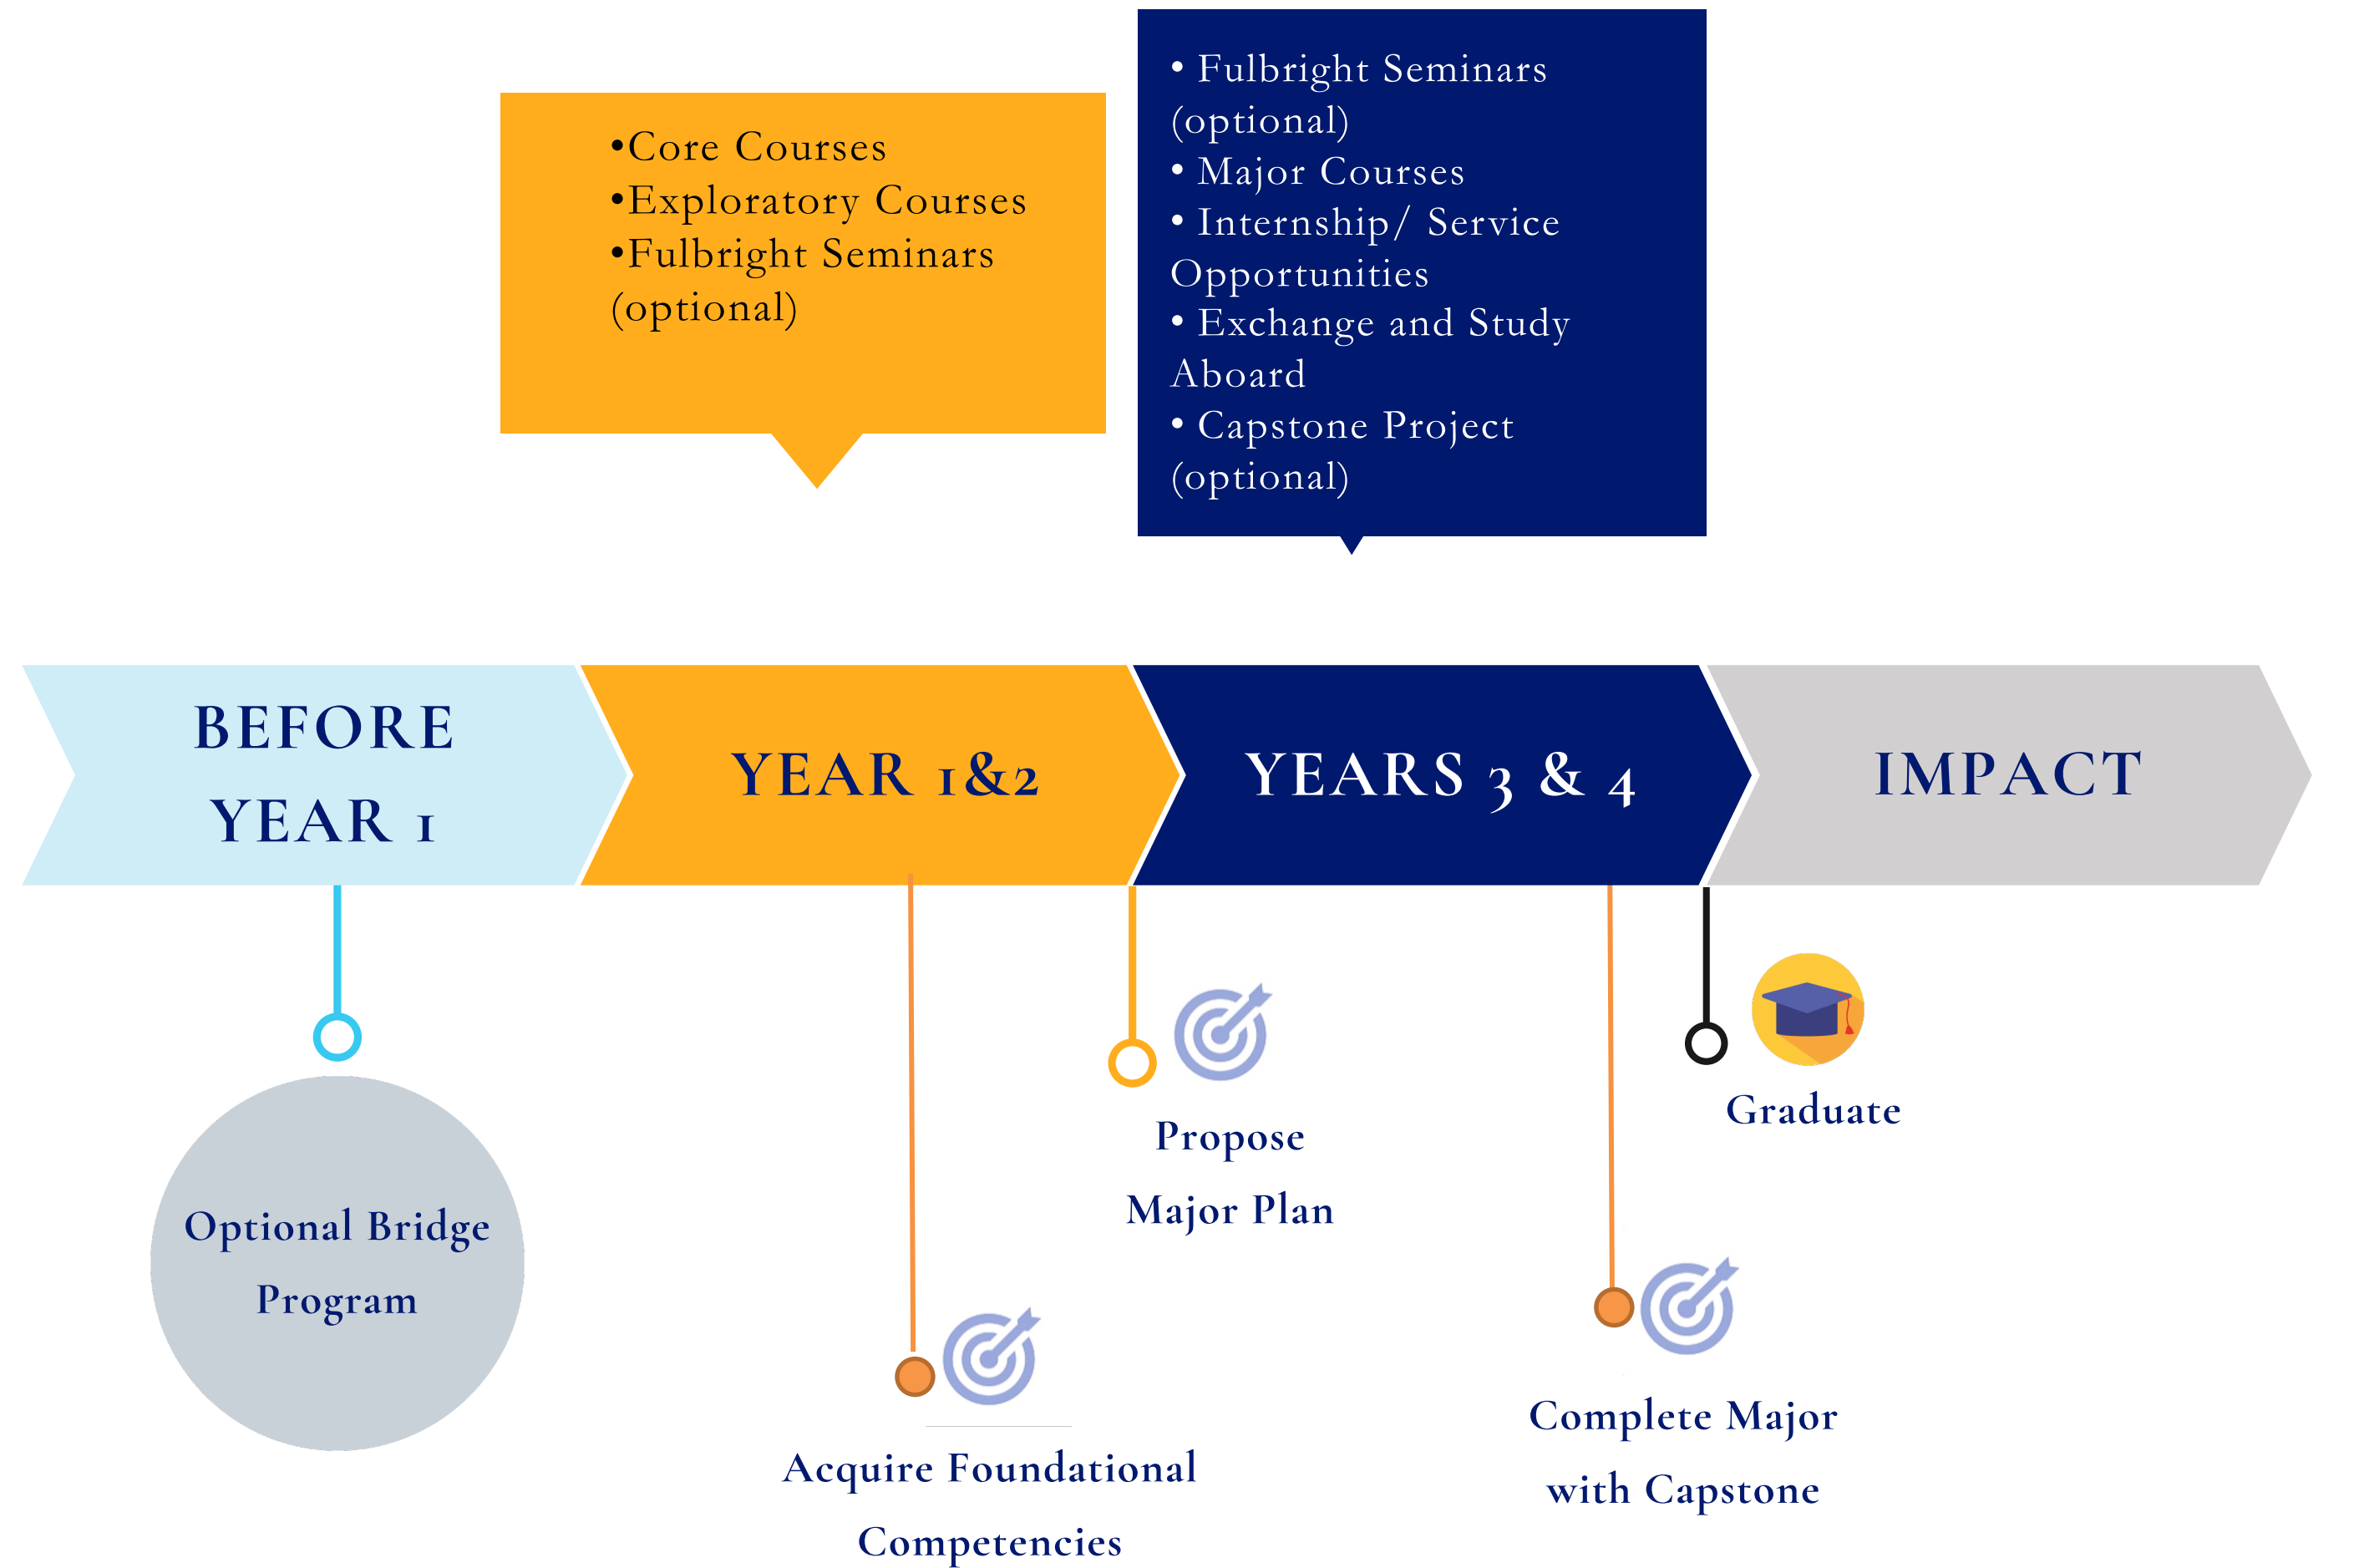 • Fulbright Seminars
(optional)
• Major Courses
• Internship/ Service
Opportunities
• Exchange and Study
Aboard
• Capstone Project
(optional)
•Core Courses
•Exploratory Courses
•Fulbright Seminars
(optional)
BEFORE
YEAR 1
YEAR 1&2
YEARS 3 & 4
IMPACT
Optional Bridge
Program
Acquire Foundational
Competencies
Propose
Major Plan
Complete Major
with Capstone
Graduate